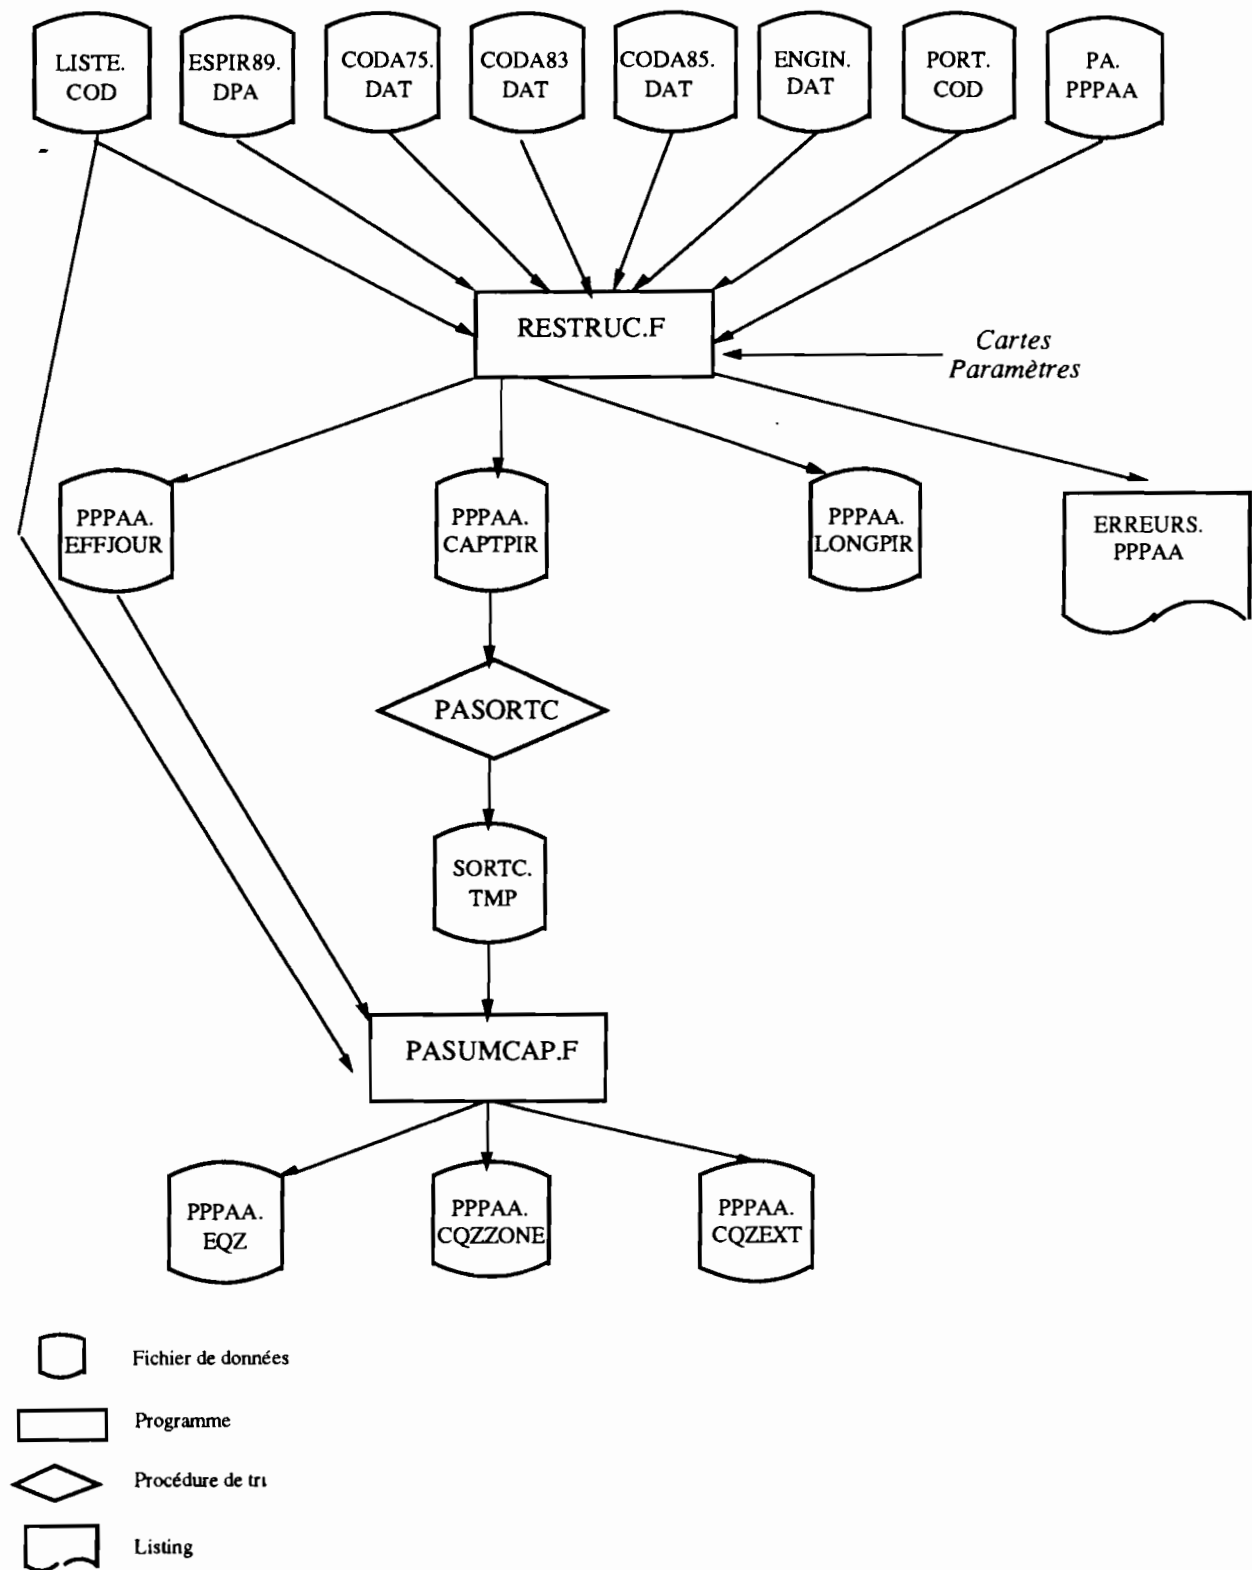 LISTE.
COD
ESPIR89.
DPA
CODA75.
DAT
CODA83
DAT
CODA85.
DAT
ENGIN.
DAT
PORT.
COD
PA.
PPPAA
RESTRUC.F
Cartes
Paramètres
PPPAA.
EFFJOUR
PPPAA.
CAPTPIR
PPPAA.
LONGPIR
ERREURS.
PPPAA
PASORTC
SORTC.
TMP
PASUMCAP.F
PPPAA.
EQZ
PPPAA.
CQZZONE
PPPAA.
CQZEXT
Fichier de données
Programme
Procédure de tri
Listing